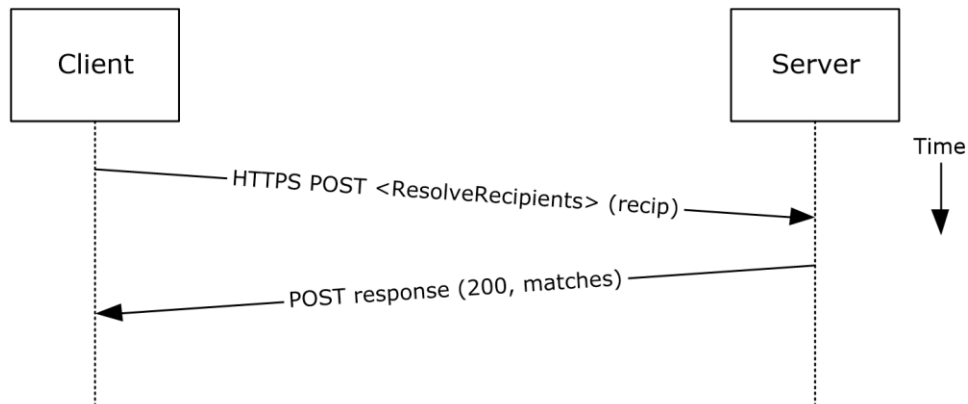 Client
Server
Time
HTTPS POST <ResolveRecipients> (recip)
POST response (200, matches)